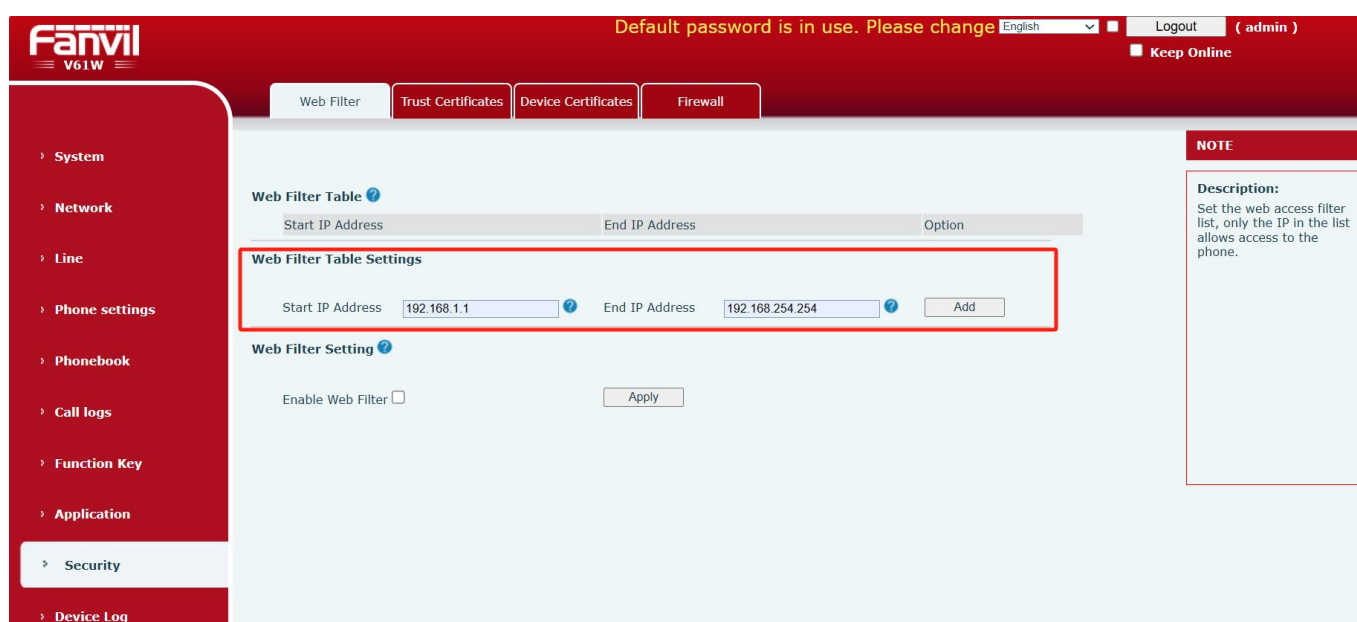 Fanvil
V61W
Default password is in use. Please change English Logout ( admin )
Keep Online
Web Filter Trust Certificates Device Certificates Firewall
System
Network
Line
Phone settings
Phonebook
Call logs
Function Key
Application
Security
Device Log
Web Filter Table ?
Start IP Address End IP Address Option
Web Filter Table Settings
Start IP Address 192.168.1.1 ? End IP Address 192.168.254.254 ? Add
Web Filter Setting ?
Enable Web Filter Apply
NOTE
Description:
Set the web access filter
list, only the IP in the list
allows access to the
phone.